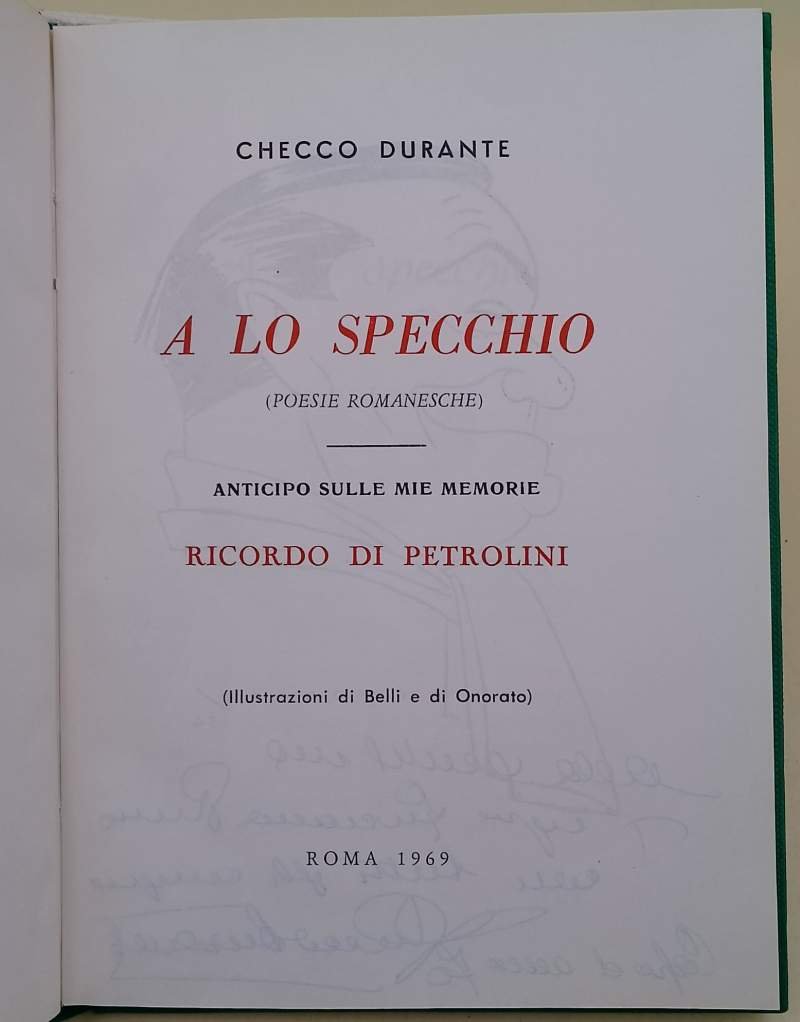 CHECCO DURANTE
A LO SPECCHIO
(POESIE ROMANESCHE)
ANTICIPO SULLE MIE MEMORIE
RICORDO DI PETROLINI
(Illustrazioni di Belli e di Onorato)
ROMA 1969